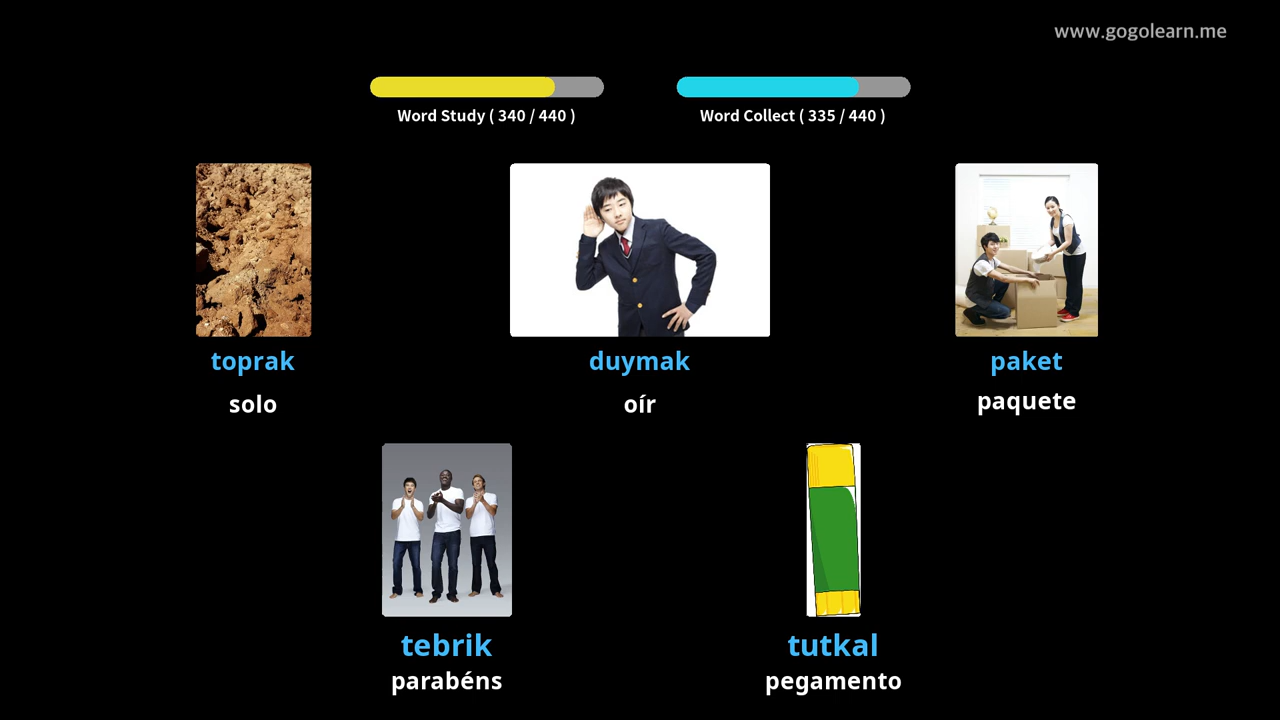 www.gogolearn.me
Word Study ( 340 / 440 )
Word Collect ( 335 / 440 )
toprak
duymak
paket
solo
oír
paquete
tebrik
tutkal
parabéns
pegamento